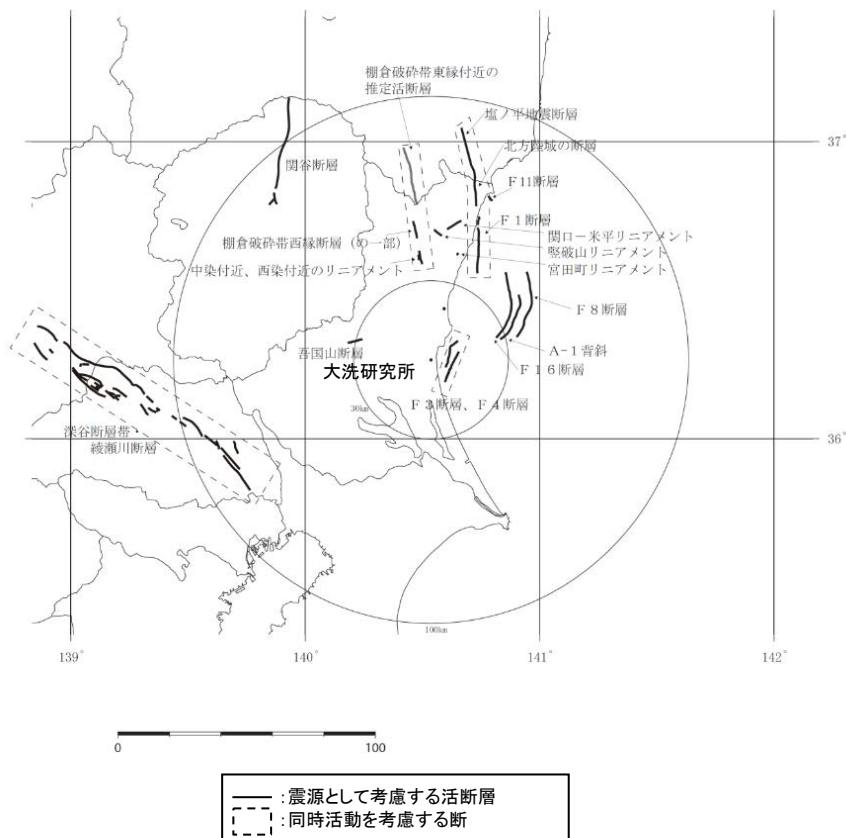 棚倉破砕帯東縁付近の
推定活断層
塩ノ平地震断層
37°
北方陸域の断層
関谷断層
F11断層
F1断層
棚倉破砕帯西縁断層(の一部)
関口-米平リニアメント
竪破山リニアメント
中染付近、西染付近のリニアメント
宮田町リニアメント
F8断層
A-1背斜
吾国山断層
大洗研究所
F16断層
F3断層、F4断層
30km
36°
深谷断層帯
綾瀬川断層
100km
139°
140°
141°
142°
0
100
:震源として考慮する活断層
:同時活動を考慮する断